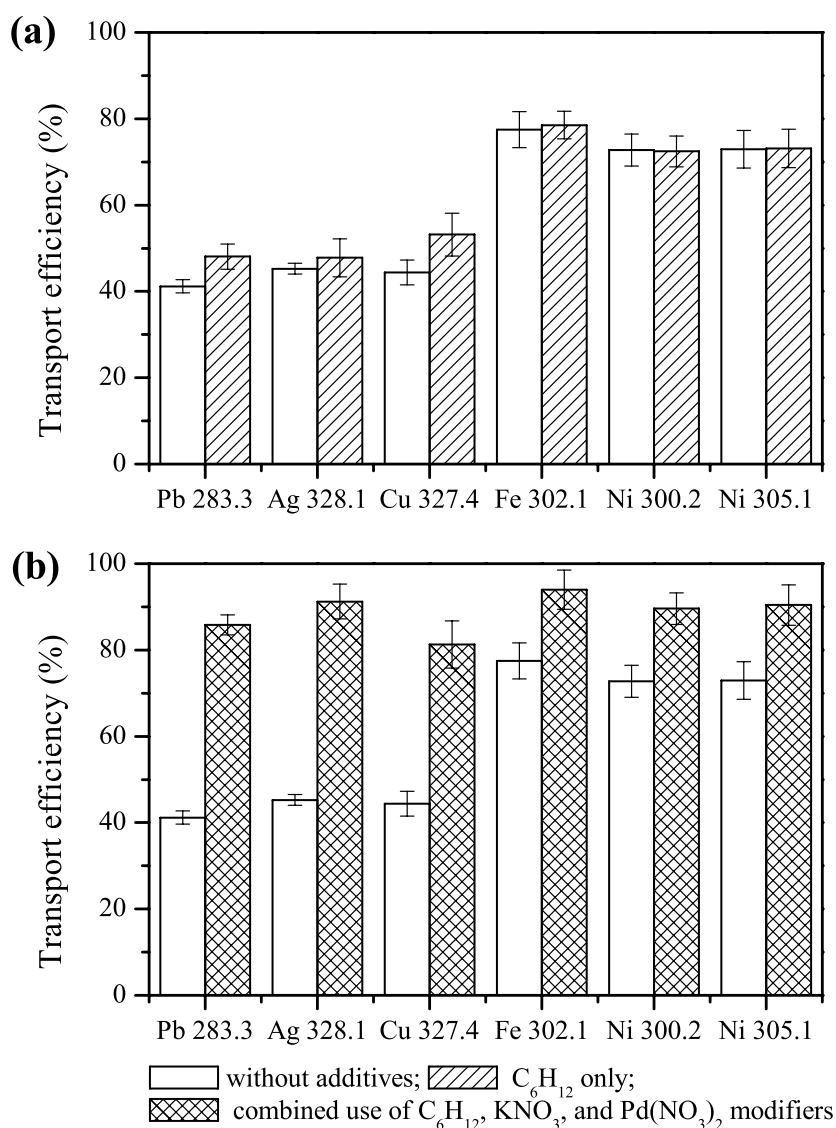 (a)
Transport efficiency (%)
100
80
60
40
20
0
Pb 283.3 Ag 328.1 Cu 327.4 Fe 302.1 Ni 300.2 Ni 305.1
(b)
Transport efficiency (%)
100
80
60
40
20
0
Pb 283.3 Ag 328.1 Cu 327.4 Fe 302.1 Ni 300.2 Ni 305.1
without additives; C₆H₁₂ only;
combined use of C₆H₁₂, KNO₃, and Pd(NO₃)₂ modifiers